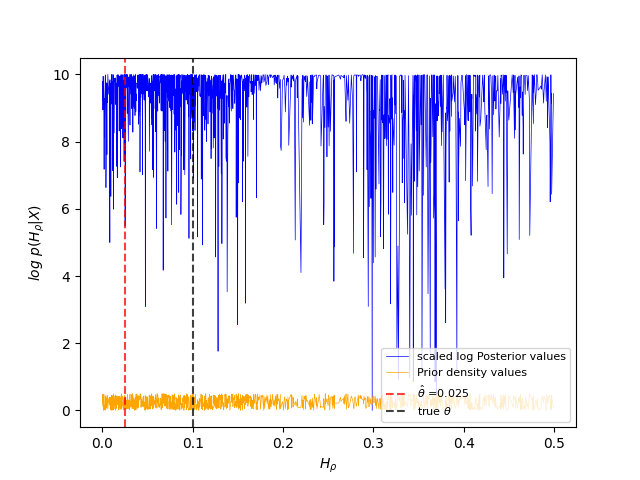 10
8
6
4
2
0
log p(H_ρ|X)
0.0 0.1 0.2 0.3 0.4 0.5
H_ρ
scaled log Posterior values
Prior density values
θ̂ =0.025
true θ